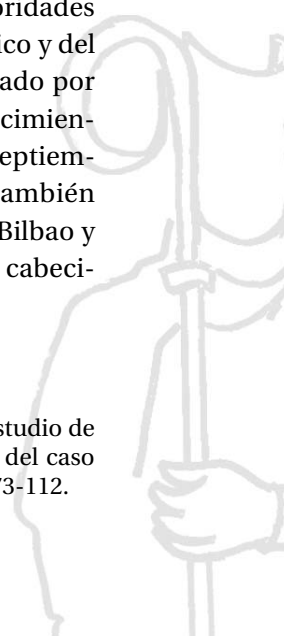 oridades
ico y del
ado por
cimien-
eptiem-
ambién
Bilbao y
cabeci-
studio de
del caso
73-112.